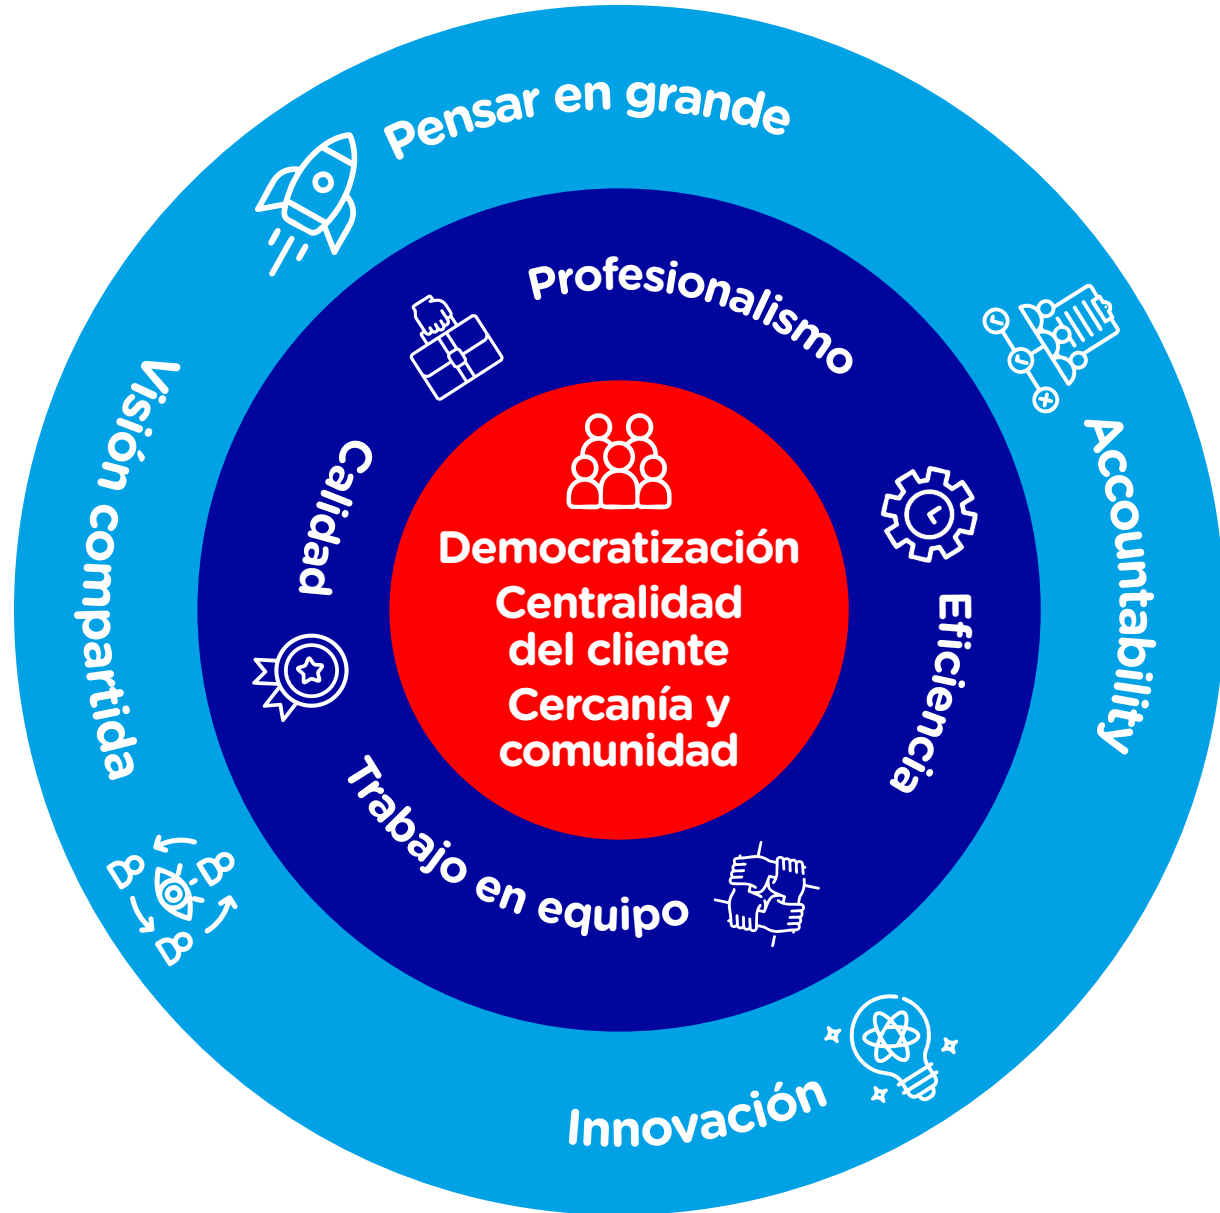 Pensar en grande
Accountability
Innovación
Visión compartida
Profesionalismo
Eficiencia
Trabajo en equipo
Calidad
Democratización
Centralidad
del cliente
Cercanía y
comunidad